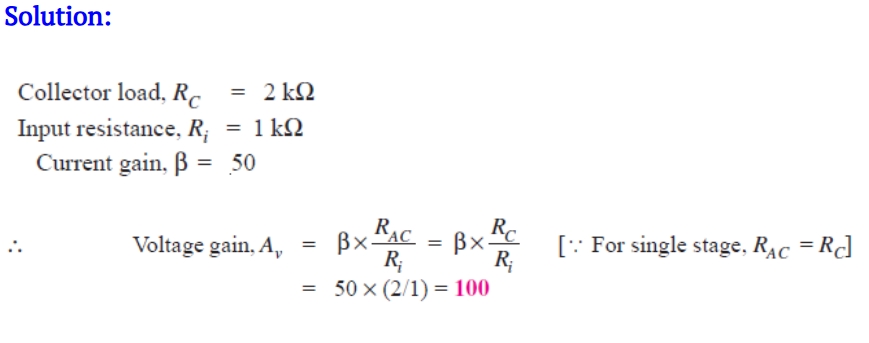 Solution:
Collector load, R_C = 2 kΩ
Input resistance, R_i = 1 kΩ
Current gain, β = 50
∴ Voltage gain, A_v = β × R_AC / R_i = β × R_C / R_i [∵ For single stage, R_AC = R_C]
= 50 × (2/1) = 100